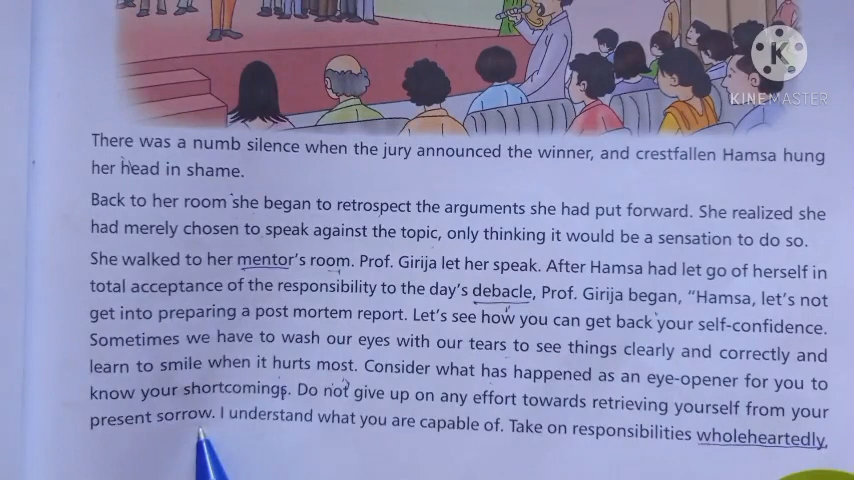 K
KINEMASTER
There was a numb silence when the jury announced the winner, and crestfallen Hamsa hung
her head in shame.
Back to her room she began to retrospect the arguments she had put forward. She realized she
had merely chosen to speak against the topic, only thinking it would be a sensation to do so.
She walked to her mentor's room. Prof. Girija let her speak. After Hamsa had let go of herself in
total acceptance of the responsibility to the day's debacle, Prof. Girija began, "Hamsa, let's not
get into preparing a post mortem report. Let's see how you can get back your self-confidence.
Sometimes we have to wash our eyes with our tears to see things clearly and correctly and
learn to smile when it hurts most. Consider what has happened as an eye-opener for you to
know your shortcomings. Do not give up on any effort towards retrieving yourself from your
present sorrow. I understand what you are capable of. Take on responsibilities wholeheartedly,